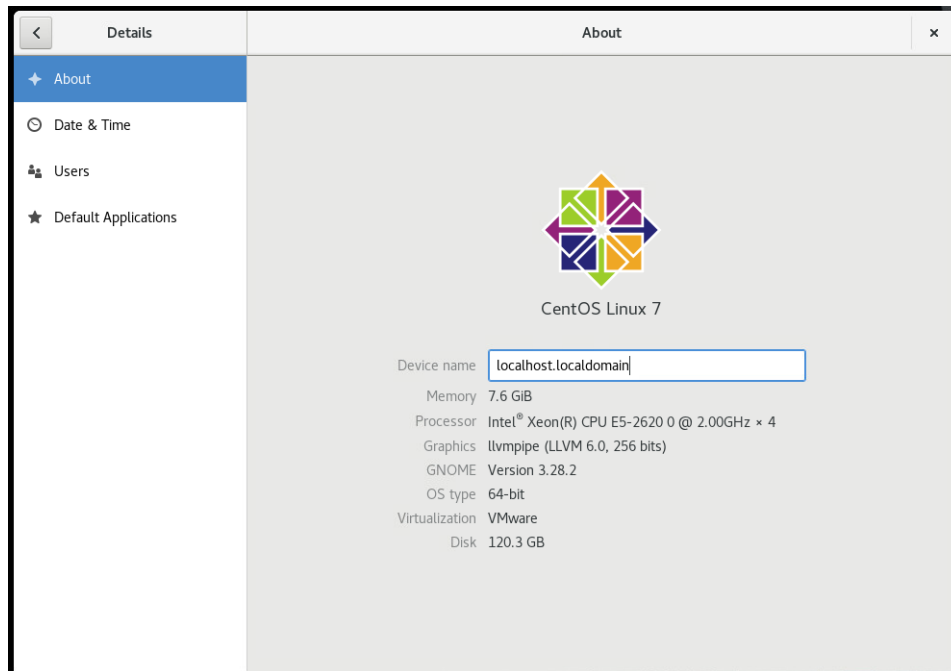 Details
About
About
Date & Time
Users
Default Applications
CentOS Linux 7
Device name localhost.localdomain
Memory 7.6 GiB
Processor Intel® Xeon(R) CPU E5-2620 0 @ 2.00GHz × 4
Graphics llvmpipe (LLVM 6.0, 256 bits)
GNOME Version 3.28.2
OS type 64-bit
Virtualization VMware
Disk 120.3 GB